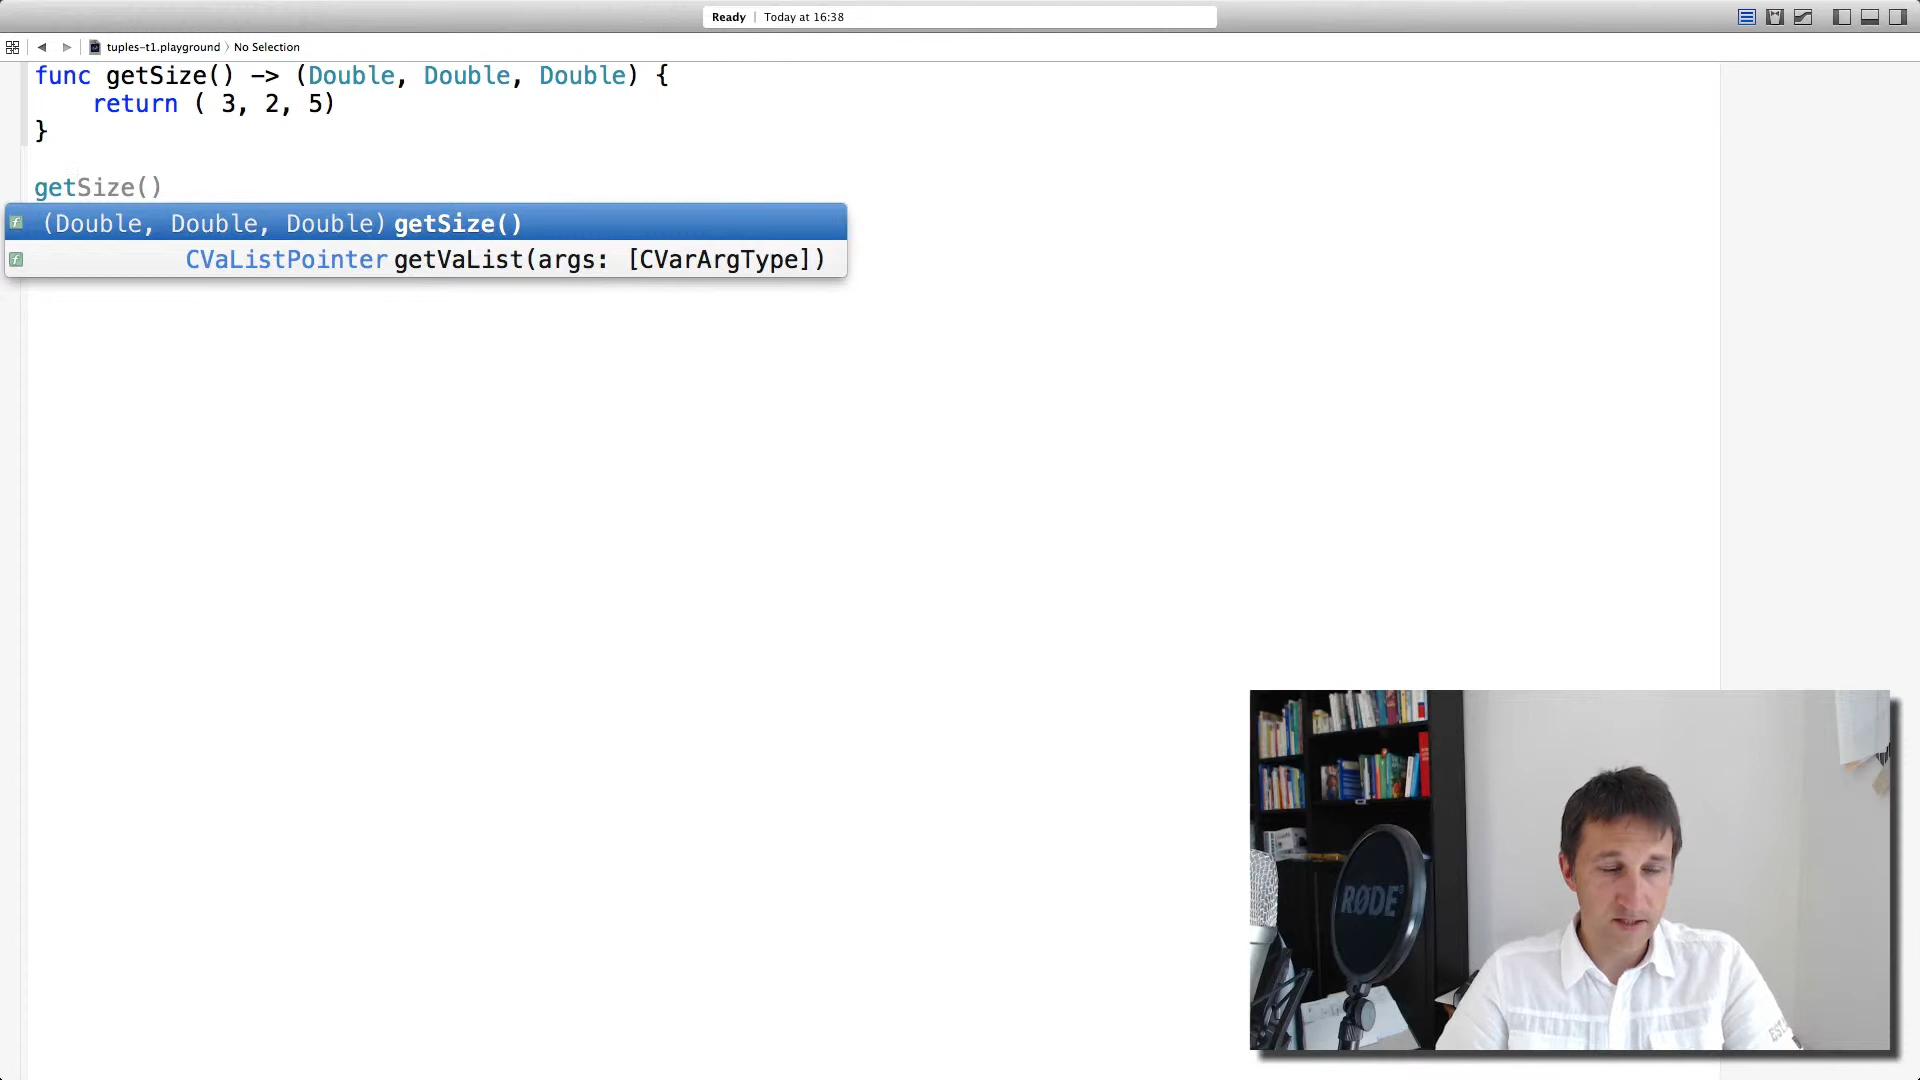 Ready | Today at 16:38
tuples-t1.playground 〉 No Selection
func getSize() -> (Double, Double, Double) {
return ( 3, 2, 5)
}
getSize()
f (Double, Double, Double) getSize()
f CVaListPointer getVaList(args: [CVarArgType])
RØDE
EST